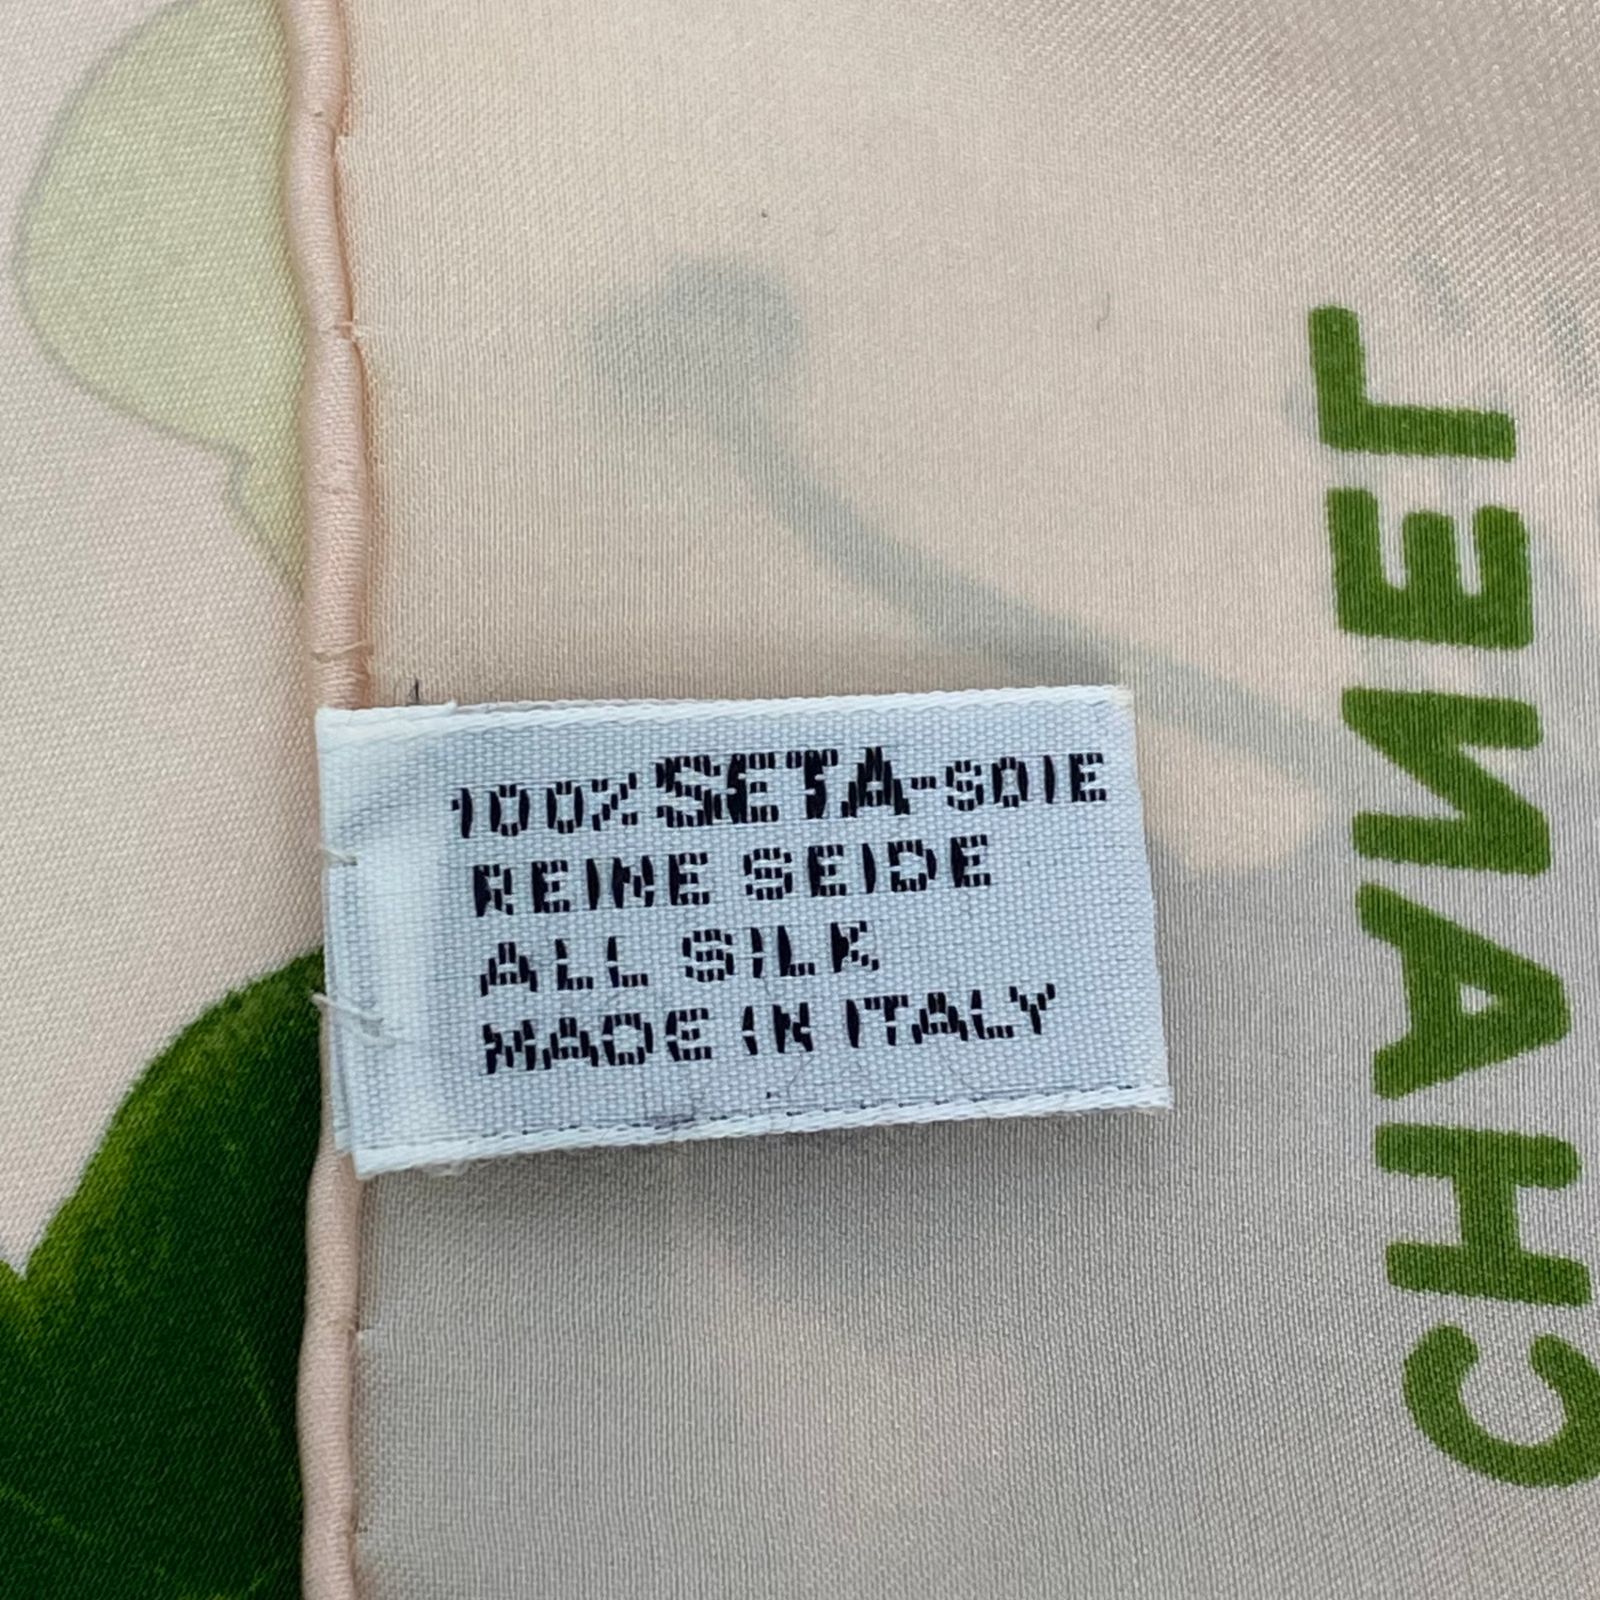 100% SETA-SOIE
REINE SEIDE
ALL SILK
MADE IN ITALY
CHANEL